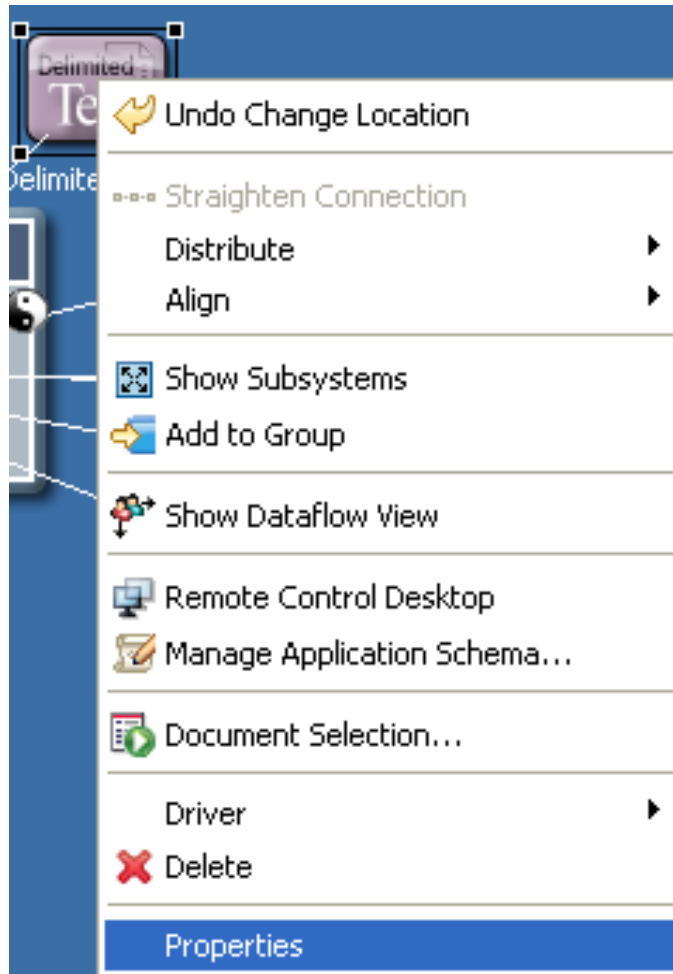 Delimited
Te
Delimite
Undo Change Location
Straighten Connection
Distribute
Align
Show Subsystems
Add to Group
Show Dataflow View
Remote Control Desktop
Manage Application Schema...
Document Selection...
Driver
Delete
Properties